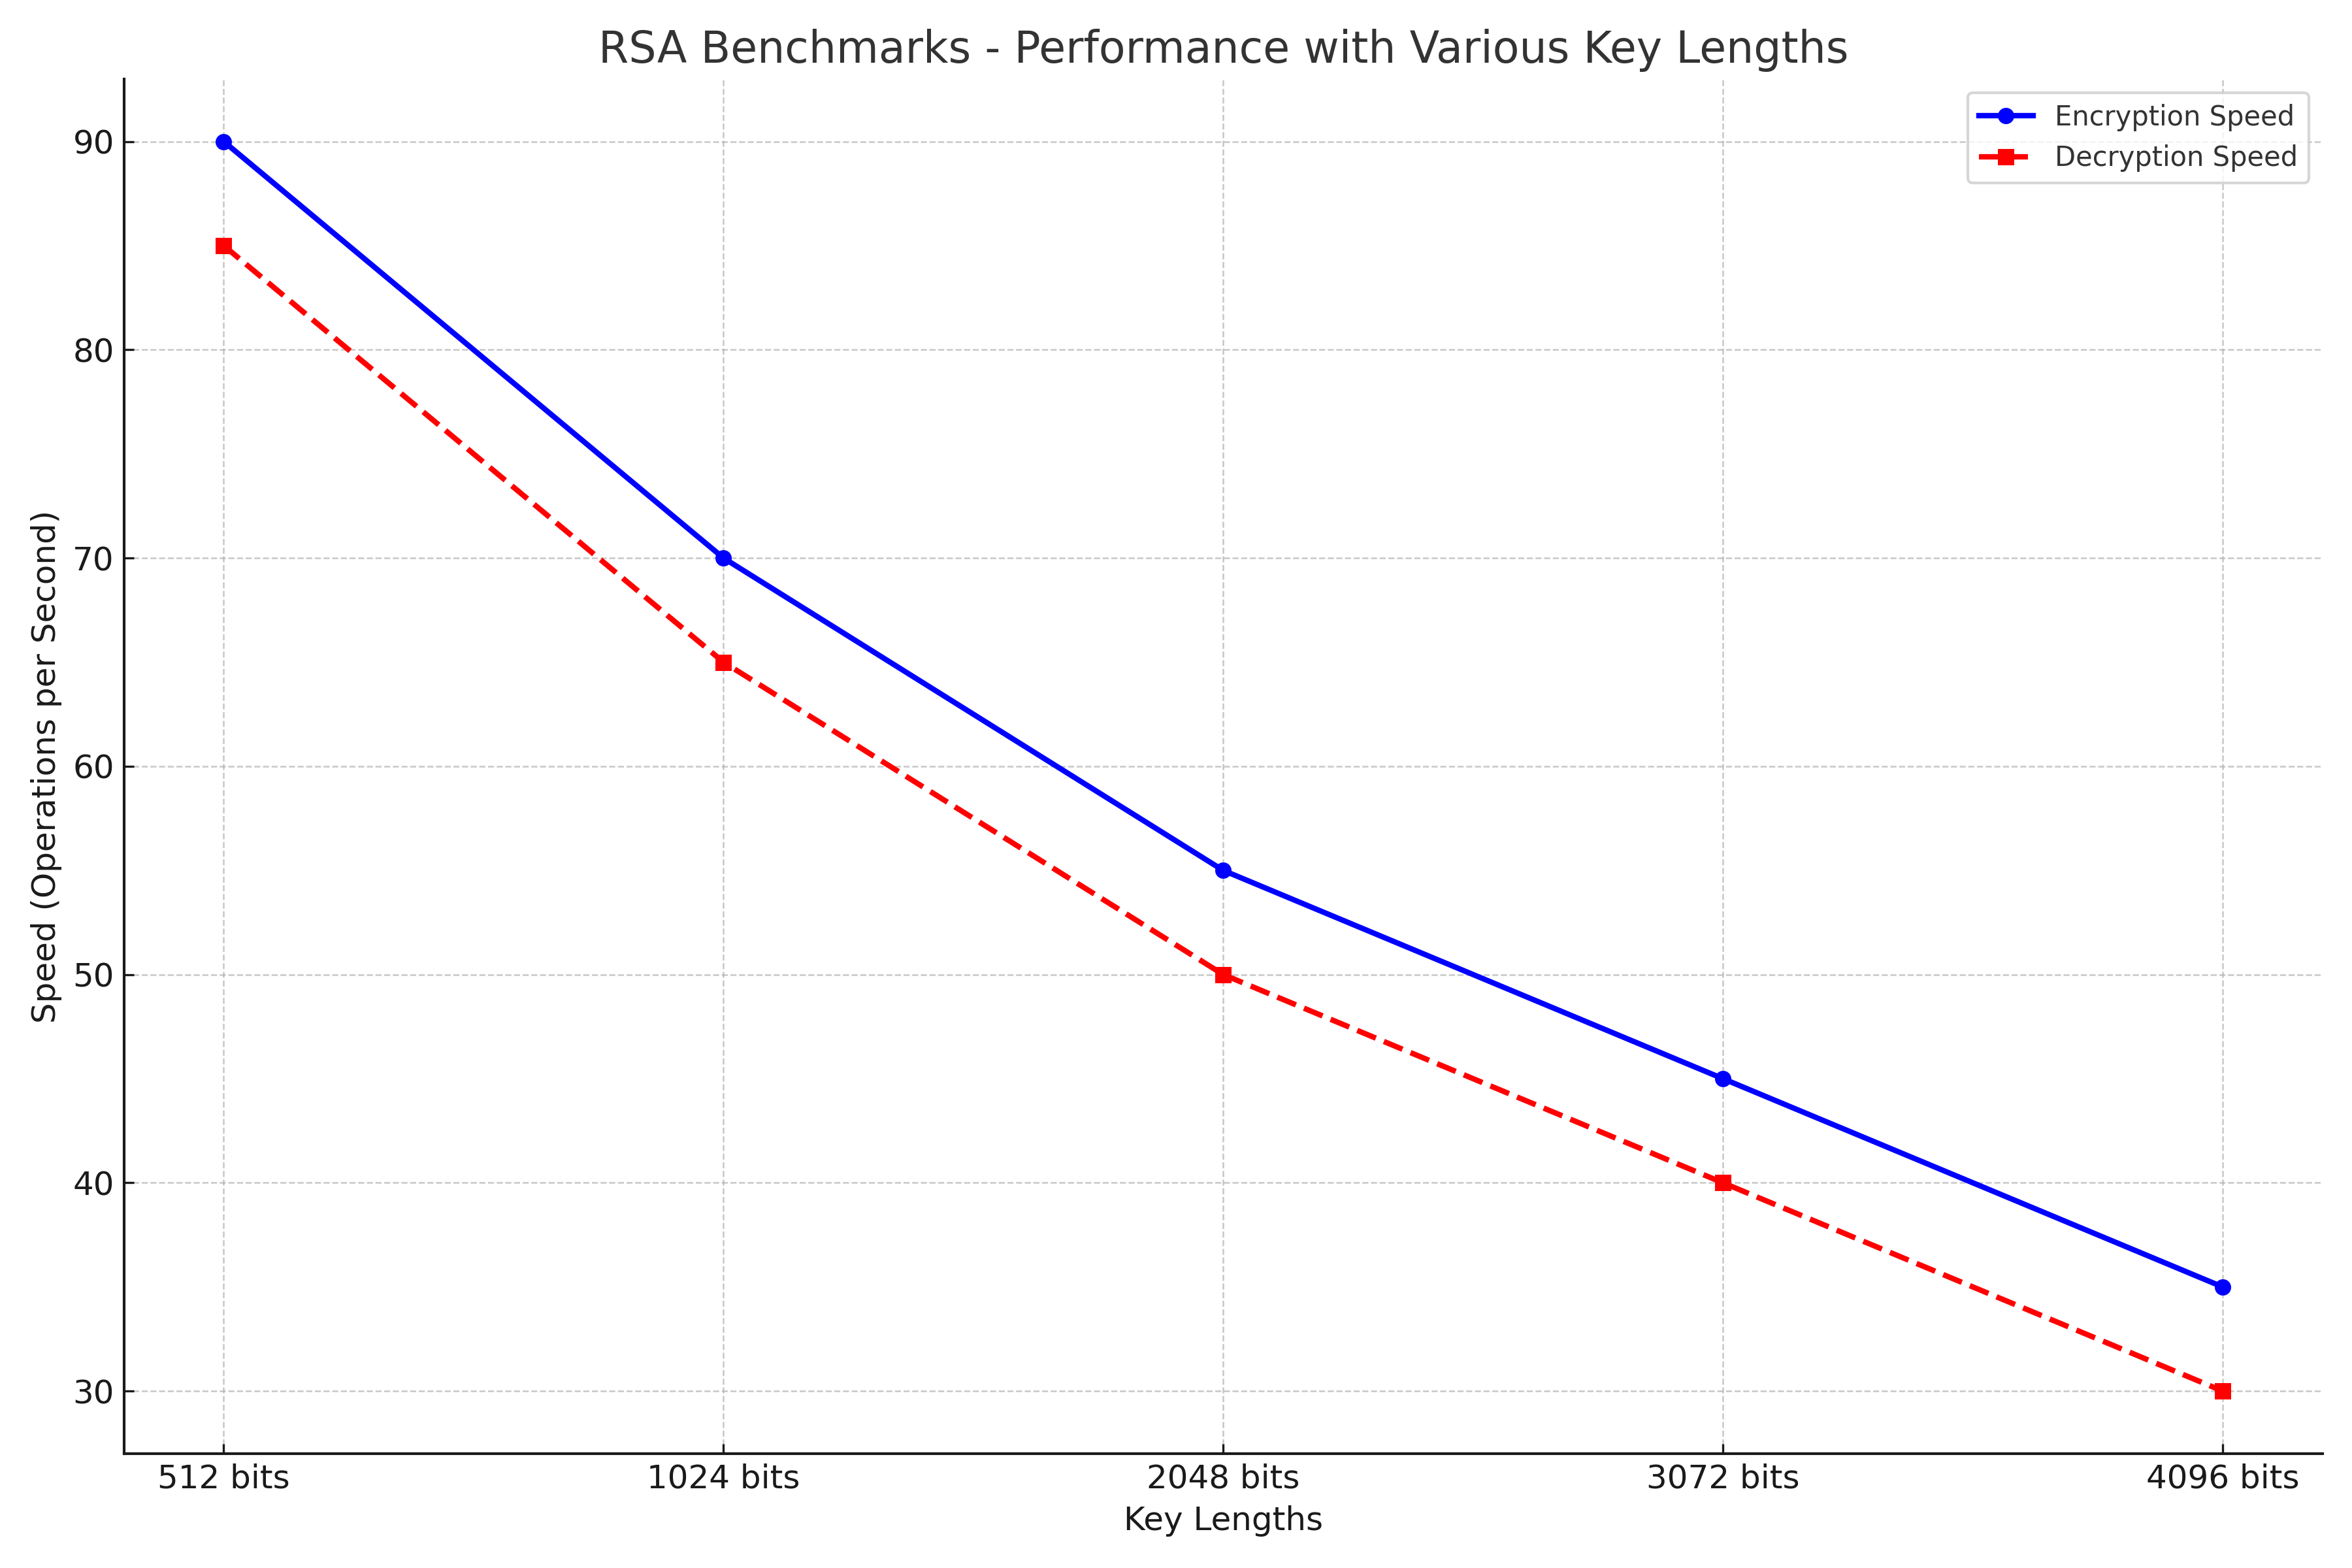 RSA Benchmarks - Performance with Various Key Lengths
Encryption Speed
Decryption Speed
Speed (Operations per Second)
90
80
70
60
50
40
30
512 bits
1024 bits
2048 bits
3072 bits
4096 bits
Key Lengths